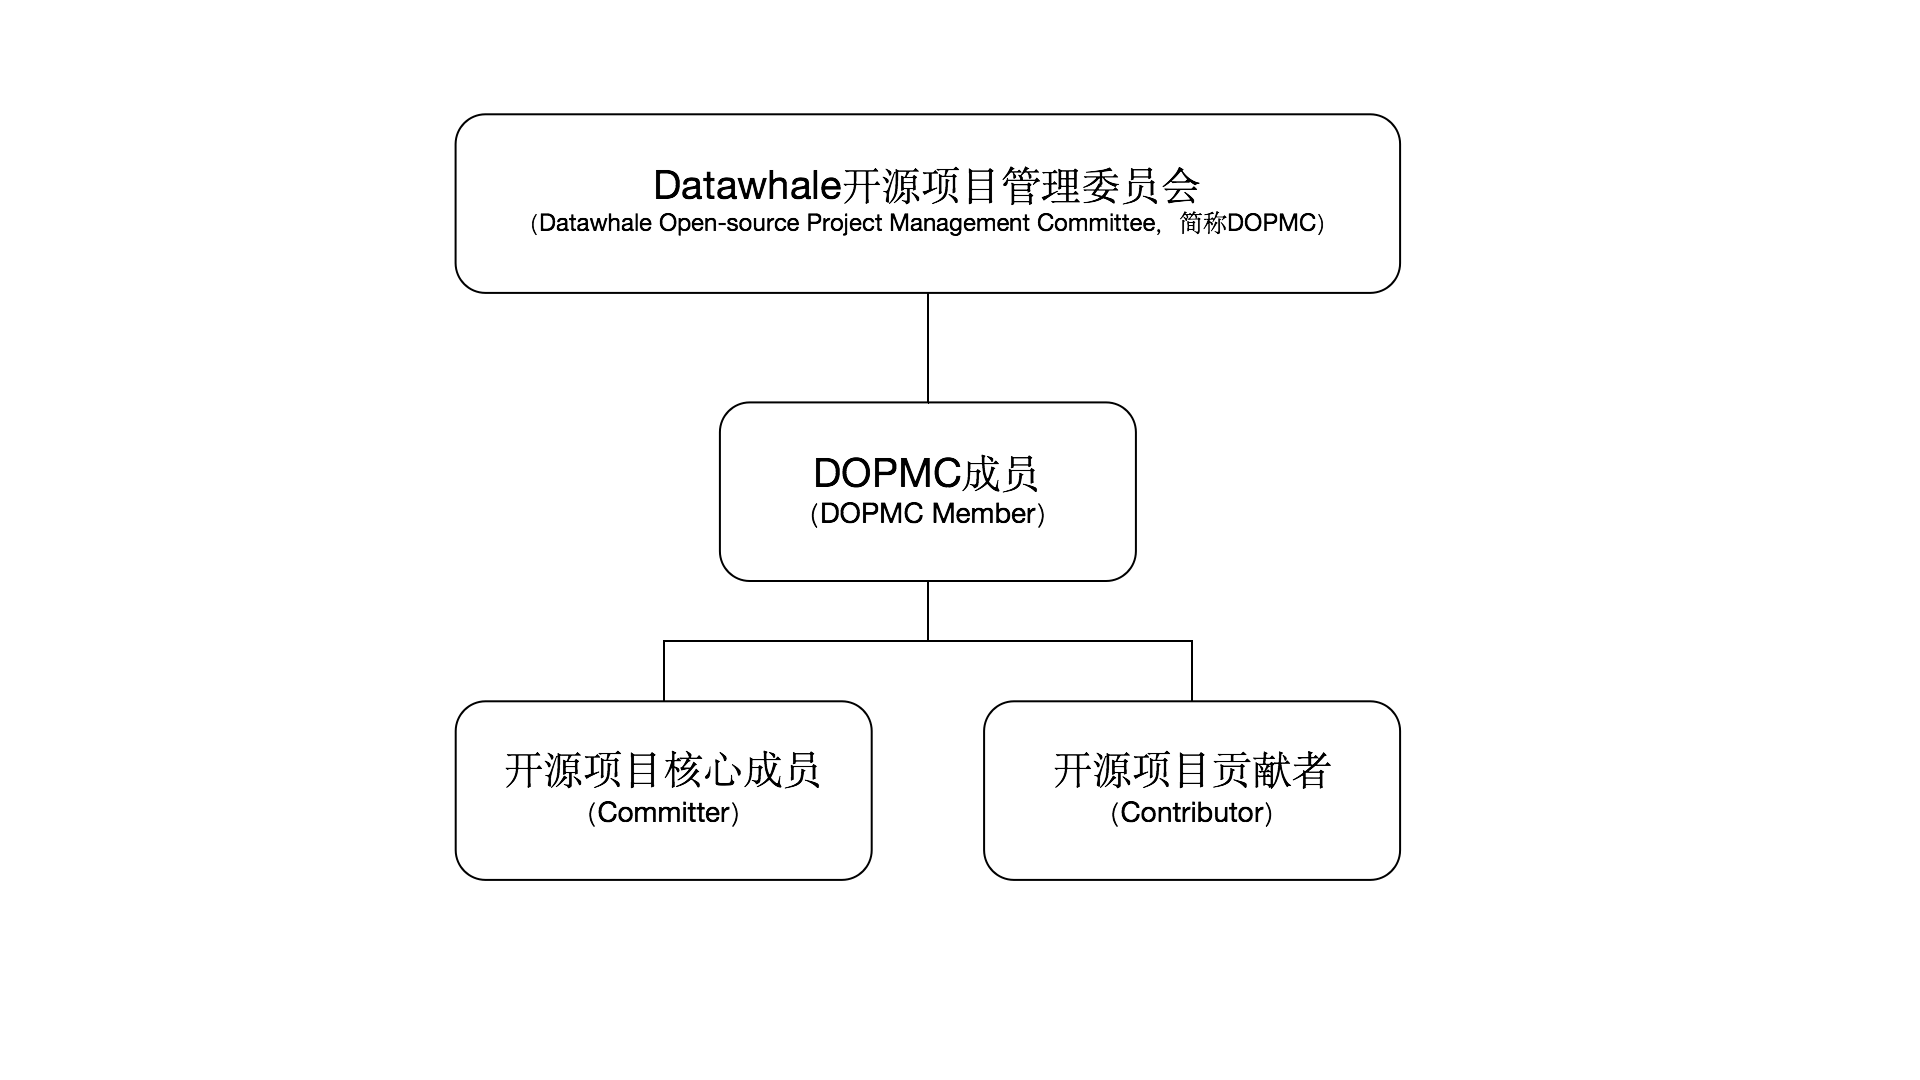 Datawhale开源项目管理委员会
（Datawhale Open-source Project Management Committee，简称DOPMC）
DOPMC成员
（DOPMC Member）
开源项目核心成员
（Committer）
开源项目贡献者
（Contributor）